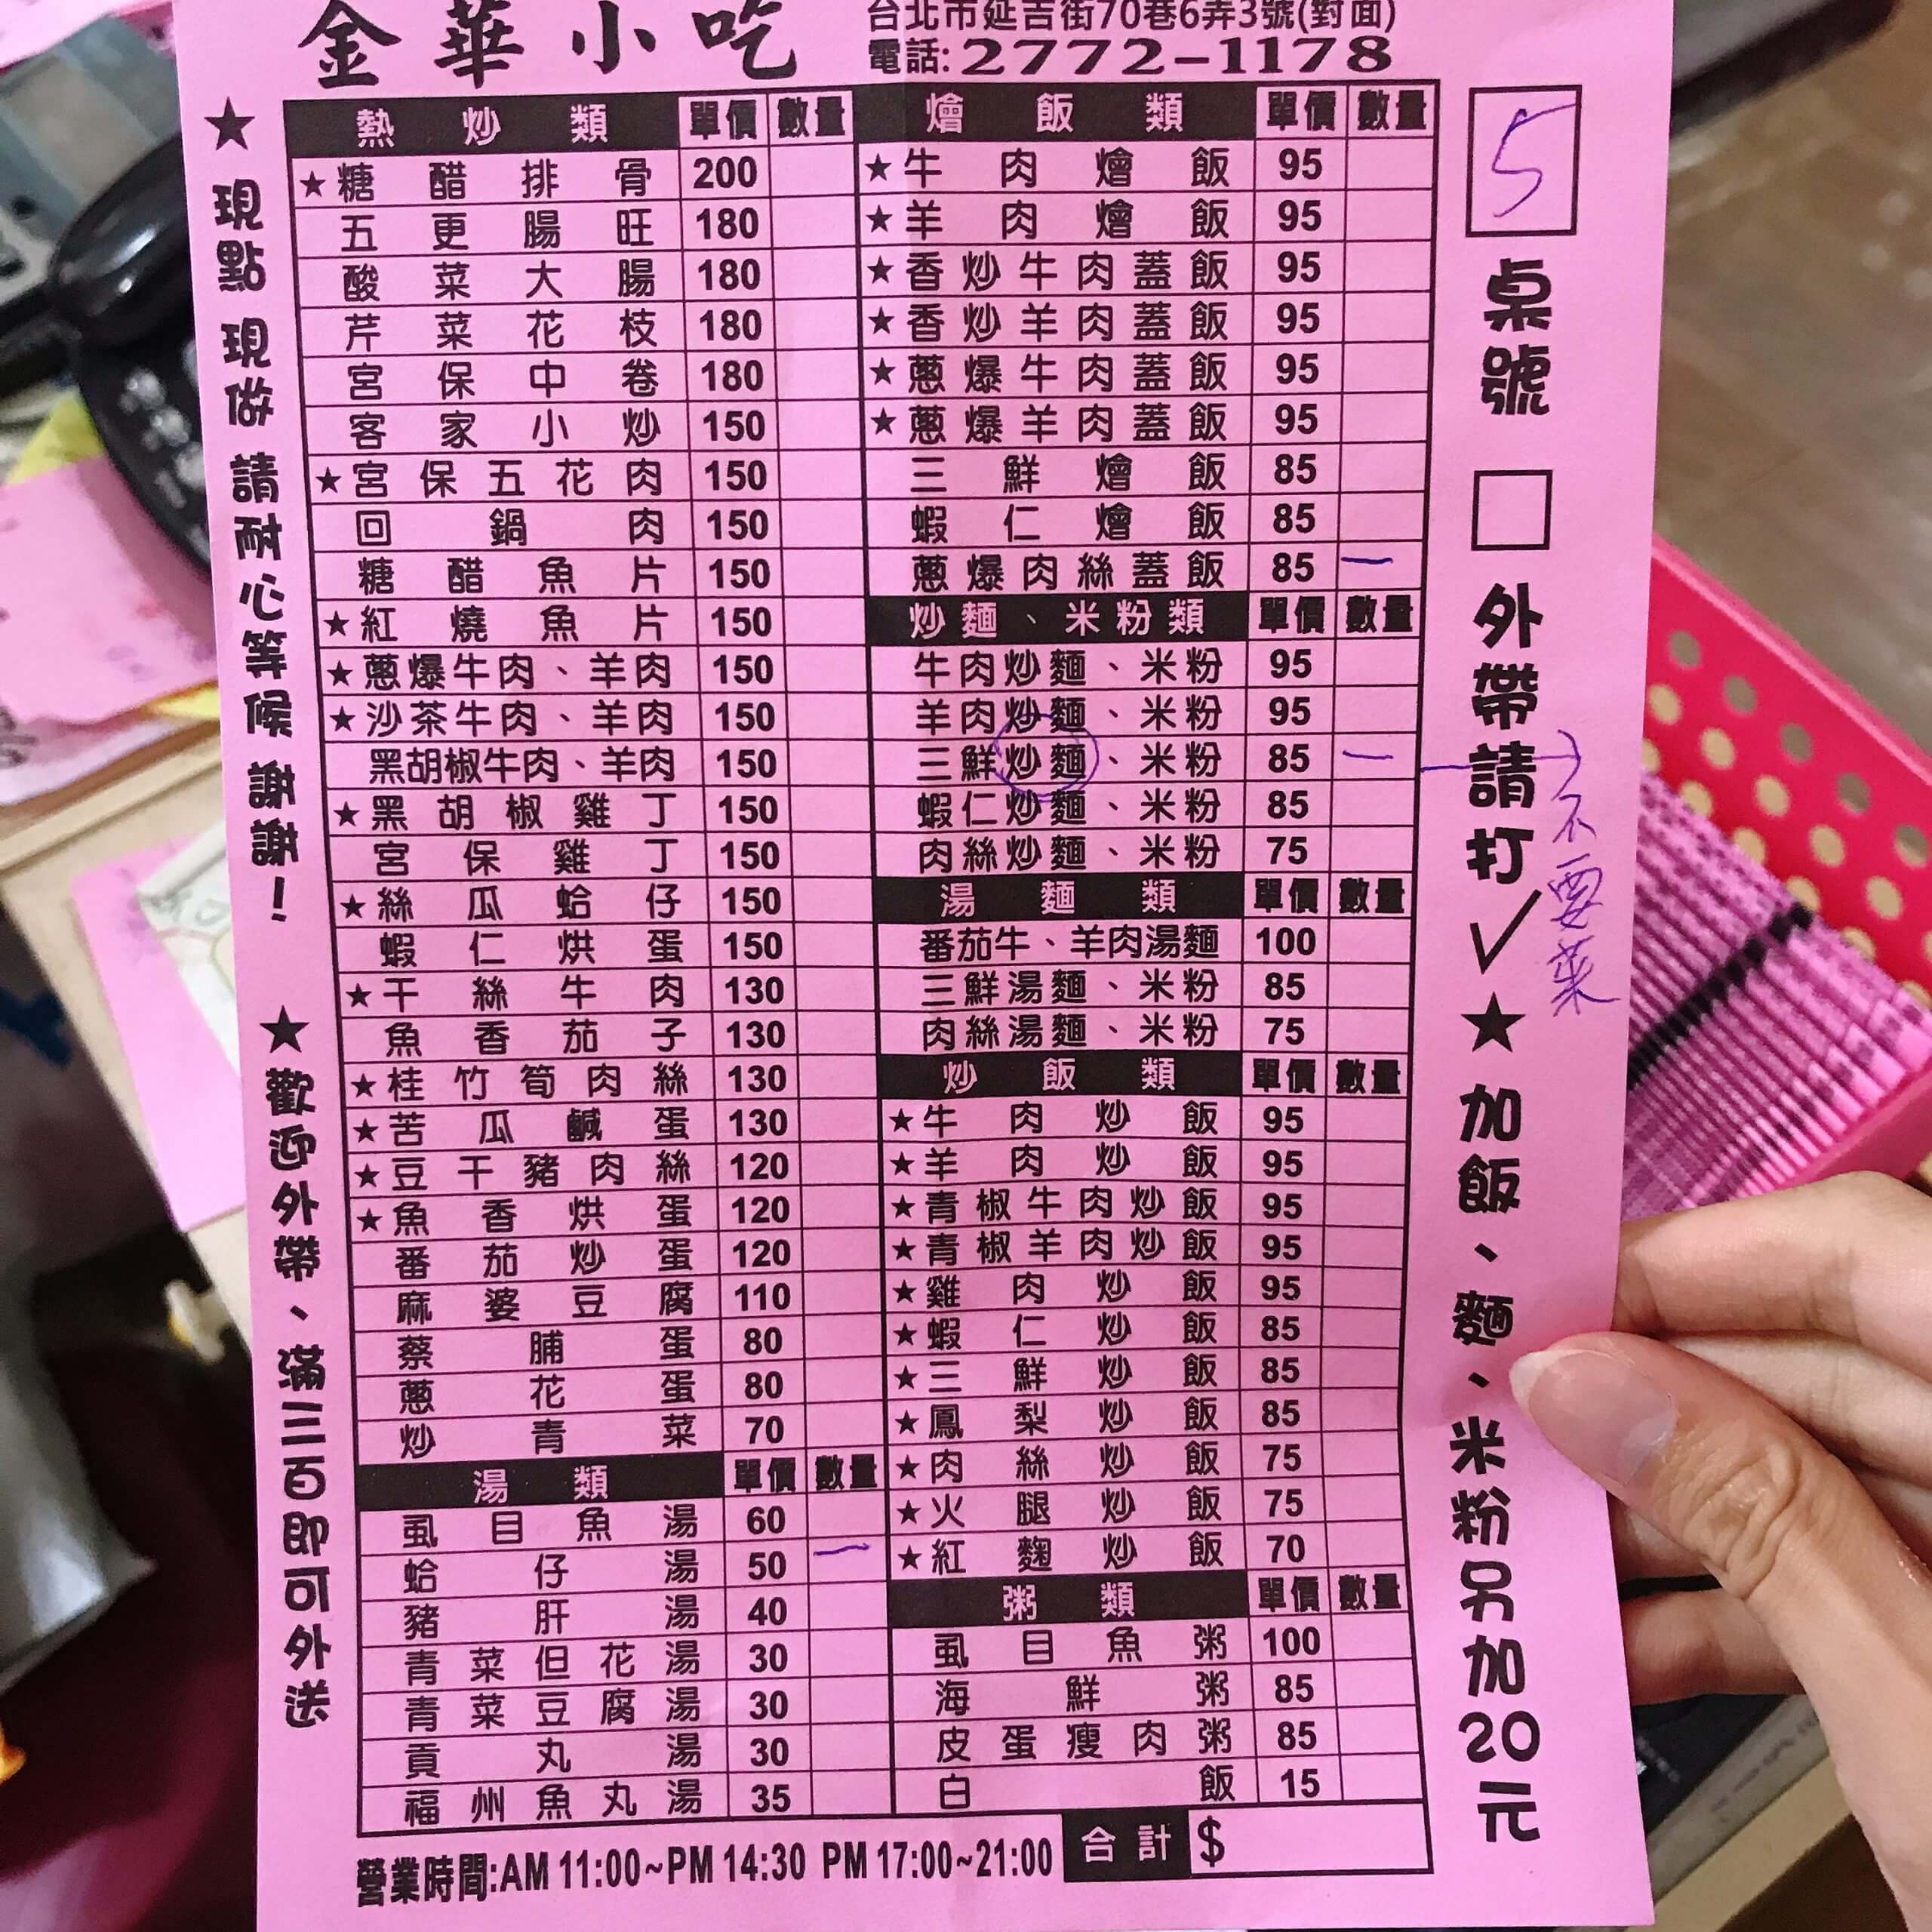 金華小吃
台北市延吉街70巷6弄3號(對面)
電話:2772-1178
★現點現做 請耐心等候 謝謝!
★歡迎外帶、滿三百即可外送
熱炒類 單價 數量
★糖醋排骨 200
五更腸旺 180
酸菜大腸 180
芹菜花枝 180
宮保中卷 180
客家小炒 150
★宮保五花肉 150
回鍋肉 150
糖醋魚片 150
★紅燒魚片 150
★蔥爆牛肉、羊肉 150
★沙茶牛肉、羊肉 150
黑胡椒牛肉、羊肉 150
★黑胡椒雞丁 150
宮保雞丁 150
★絲瓜蛤仔 150
蝦仁烘蛋 150
★干絲牛肉 130
魚香茄子 130
★桂竹筍肉絲 130
★苦瓜鹹蛋 130
★豆干豬肉絲 120
★魚香烘蛋 120
番茄炒蛋 120
麻婆豆腐 110
蔡脯蛋 80
蔥花蛋 80
炒青菜 70
湯類 單價 數量
虱目魚湯 60
蛤仔湯 50 一
豬肝湯 40
青菜但花湯 30
青菜豆腐湯 30
貢丸湯 30
福州魚丸湯 35
燴飯類 單價 數量
★牛肉燴飯 95
★羊肉燴飯 95
★香炒牛肉蓋飯 95
★香炒羊肉蓋飯 95
★蔥爆牛肉蓋飯 95
★蔥爆羊肉蓋飯 95
三鮮燴飯 85
蝦仁燴飯 85
蔥爆肉絲蓋飯 85 一
炒麵、米粉類 單價 數量
牛肉炒麵、米粉 95
羊肉炒麵、米粉 95
三鮮炒麵、米粉 85 一
蝦仁炒麵、米粉 85
肉絲炒麵、米粉 75
湯麵類 單價 數量
番茄牛、羊肉湯麵 100
三鮮湯麵、米粉 85
肉絲湯麵、米粉 75
炒飯類 單價 數量
★牛肉炒飯 95
★羊肉炒飯 95
★青椒牛肉炒飯 95
★青椒羊肉炒飯 95
★雞肉炒飯 95
★蝦仁炒飯 85
★三鮮炒飯 85
★鳳梨炒飯 85
★肉絲炒飯 75
★火腿炒飯 75
★紅麴炒飯 70
粥類 單價 數量
虱目魚粥 100
海鮮粥 85
皮蛋瘦肉粥 85
白飯 15
合計 $
營業時間:AM 11:00~PM 14:30 PM 17:00~21:00
5
桌號
□外帶請打✓
★加飯、麵、米粉另加20元
→不要菜